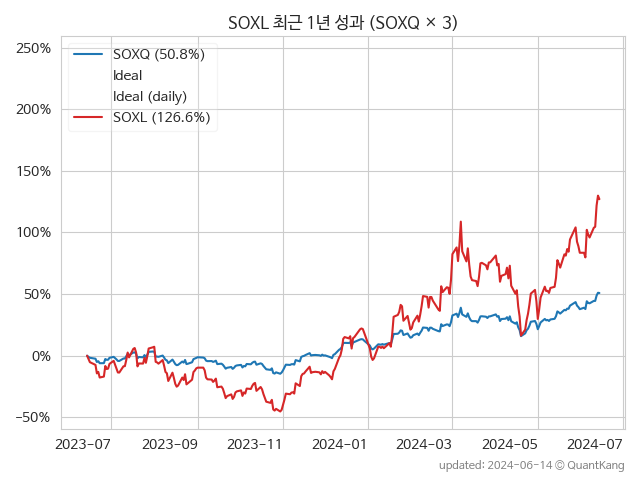 SOXL 최근 1년 성과 (SOXQ × 3)
250%
200%
150%
100%
50%
0%
−50%
SOXQ (50.8%)
Ideal
Ideal (daily)
SOXL (126.6%)
2023-07
2023-09
2023-11
2024-01
2024-03
2024-05
2024-07
updated: 2024-06-14 © QuantKang